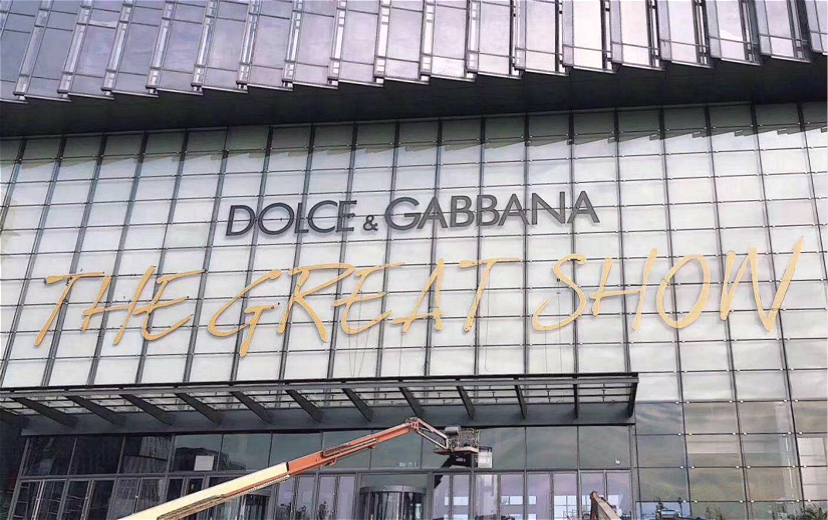 DOLCE & GABBANA
THE GREAT SHOW